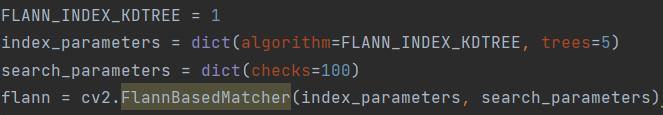 FLANN_INDEX_KDTREE = 1
index_parameters = dict(algorithm=FLANN_INDEX_KDTREE, trees=5)
search_parameters = dict(checks=100)
flann = cv2.FlannBasedMatcher(index_parameters, search_parameters)